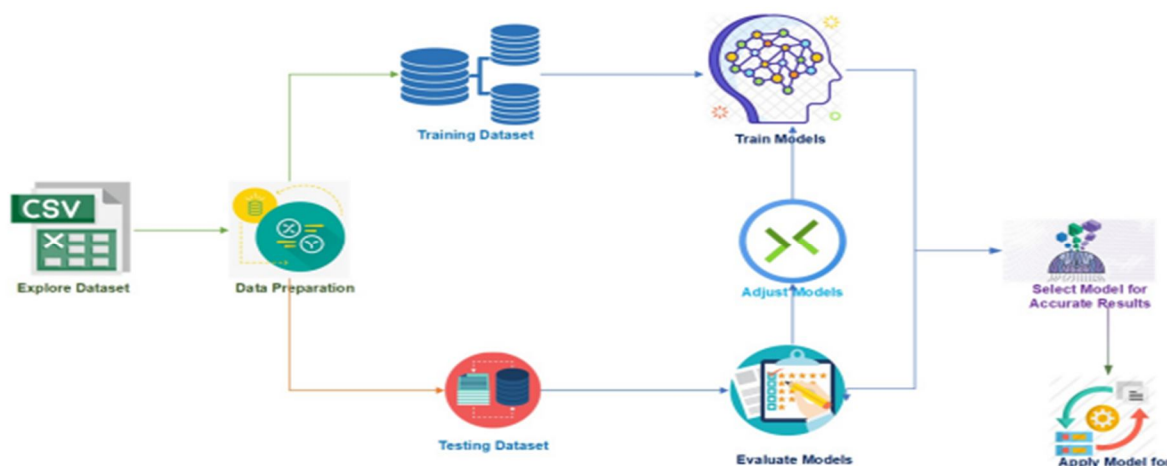 Training Dataset
Train Models
CSV
Explore Dataset
Data Preparation
Adjust Models
Select Model for
Accurate Results
Testing Dataset
Evaluate Models
Apply Model for